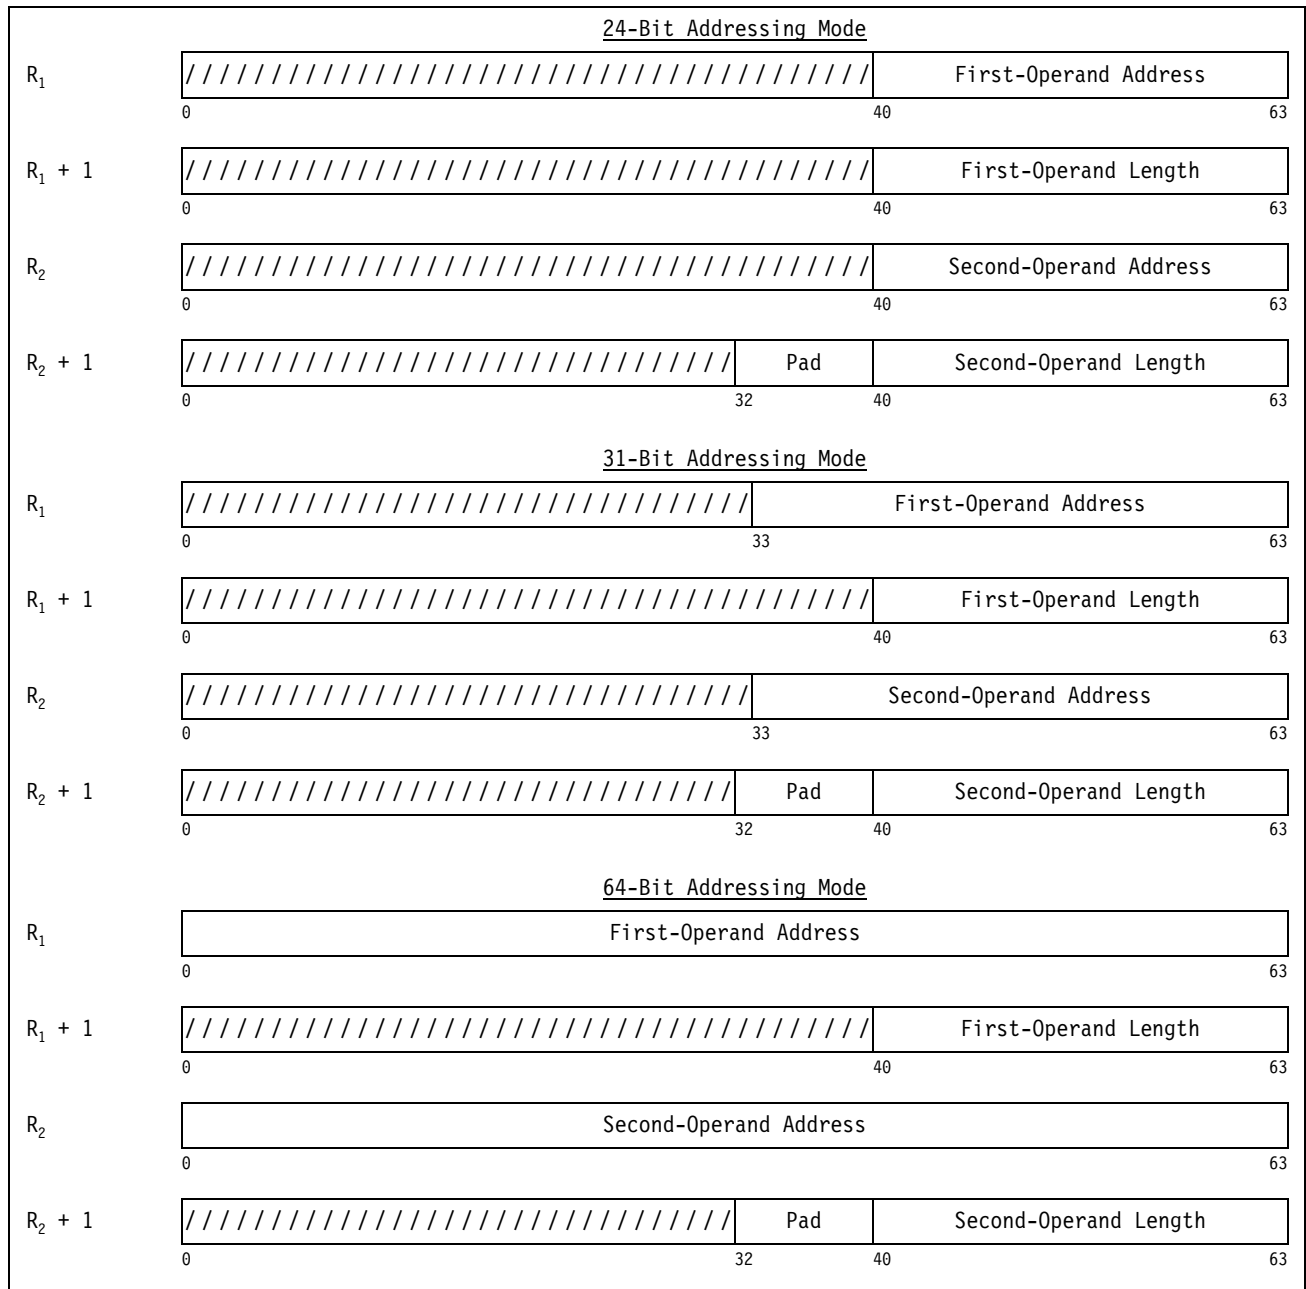 24-Bit Addressing Mode
R₁ //////////////////////////////////////// First-Operand Address
0 40 63
R₁ + 1 //////////////////////////////////////// First-Operand Length
0 40 63
R₂ //////////////////////////////////////// Second-Operand Address
0 40 63
R₂ + 1 //////////////////////////////// Pad Second-Operand Length
0 32 40 63
31-Bit Addressing Mode
R₁ ///////////////////////////////// First-Operand Address
0 33 63
R₁ + 1 //////////////////////////////////////// First-Operand Length
0 40 63
R₂ ///////////////////////////////// Second-Operand Address
0 33 63
R₂ + 1 //////////////////////////////// Pad Second-Operand Length
0 32 40 63
64-Bit Addressing Mode
R₁ First-Operand Address
0 63
R₁ + 1 //////////////////////////////////////// First-Operand Length
0 40 63
R₂ Second-Operand Address
0 63
R₂ + 1 //////////////////////////////// Pad Second-Operand Length
0 32 40 63